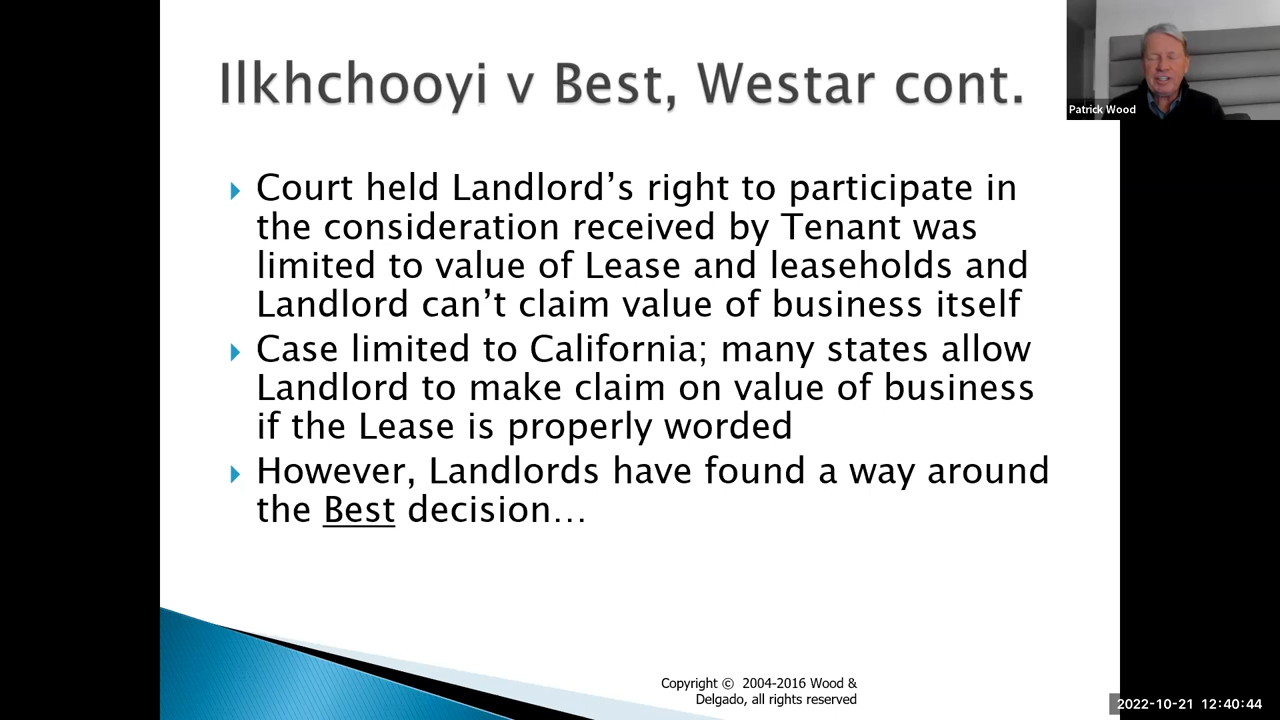 Ilkhchooyi v Best, Westar cont.
Patrick Wood
Court held Landlord’s right to participate in
the consideration received by Tenant was
limited to value of Lease and leaseholds and
Landlord can’t claim value of business itself
Case limited to California; many states allow
Landlord to make claim on value of business
if the Lease is properly worded
However, Landlords have found a way around
the Best decision…
Copyright © 2004-2016 Wood &
Delgado, all rights reserved
2022-10-21 12:40:44